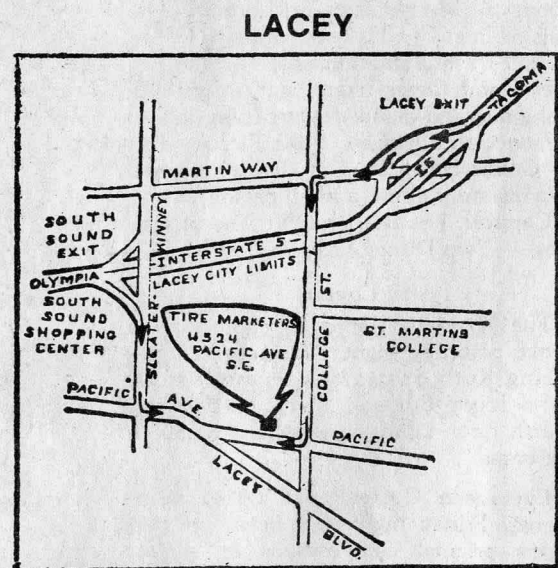 LACEY
LACEY EXIT
TACOMA
I 5
MARTIN WAY
SOUTH
SOUND
EXIT
SLEATER-KINNEY
INTERSTATE 5
OLYMPIA
LACEY CITY LIMITS
SOUTH
SOUND
SHOPPING
CENTER
TIRE MARKETERS
4524
PACIFIC AVE
S.E.
COLLEGE ST.
ST. MARTINS
COLLEGE
PACIFIC AVE
PACIFIC
LACEY BLVD.